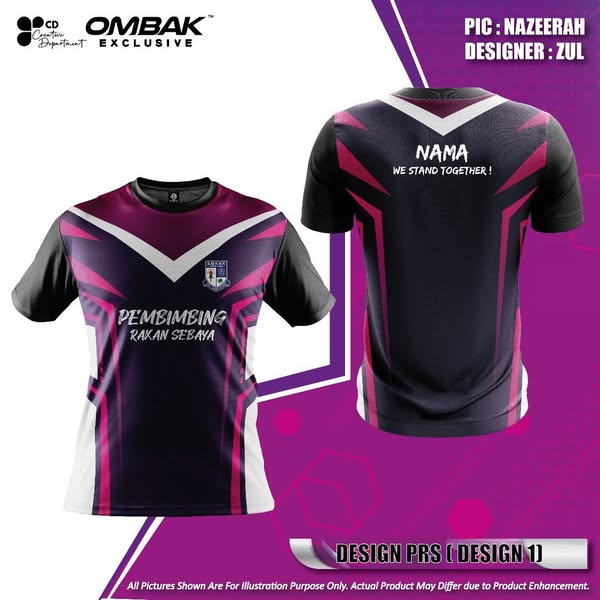 CD
Creative
Department
OMBAK™
EXCLUSIVE
PIC : NAZEERAH
DESIGNER : ZUL
NAMA
WE STAND TOGETHER !
PEMBIMBING
RAKAN SEBAYA
DESIGN PRS ( DESIGN 1)
All Pictures Shown Are For Illustration Purpose Only. Actual Product May Differ due to Product Enhancement.